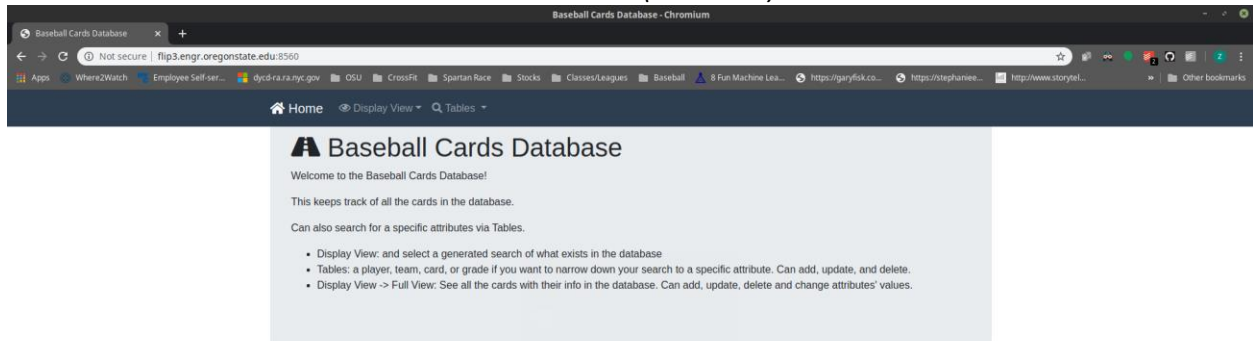 Baseball Cards Database - Chromium
Baseball Cards Database
Not secure | flip3.engr.oregonstate.edu:8560
Apps Where2Watch Employee Self-ser... dycd-ra.ra.nyc.gov OSU CrossFit Spartan Race Stocks Classes/Leagues Baseball 8 Fun Machine Lea... https://garyfisk.co... https://stephaniee... http://www.storytel... » Other bookmarks
Home Display View Tables
Baseball Cards Database
Welcome to the Baseball Cards Database!
This keeps track of all the cards in the database.
Can also search for a specific attributes via Tables.
• Display View: and select a generated search of what exists in the database
• Tables: a player, team, card, or grade if you want to narrow down your search to a specific attribute. Can add, update, and delete.
• Display View -> Full View: See all the cards with their info in the database. Can add, update, delete and change attributes' values.